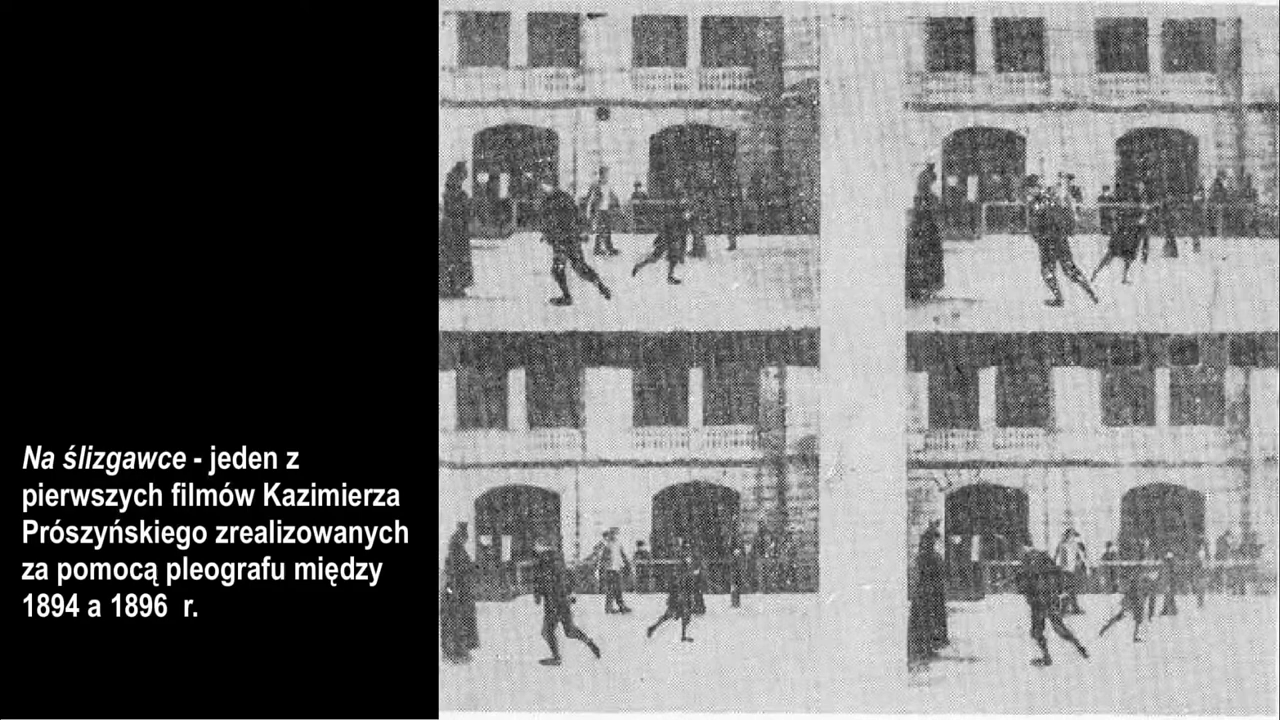 Na ślizgawce - jeden z
pierwszych filmów Kazimierza
Prószyńskiego zrealizowanych
za pomocą pleografu między
1894 a 1896 r.